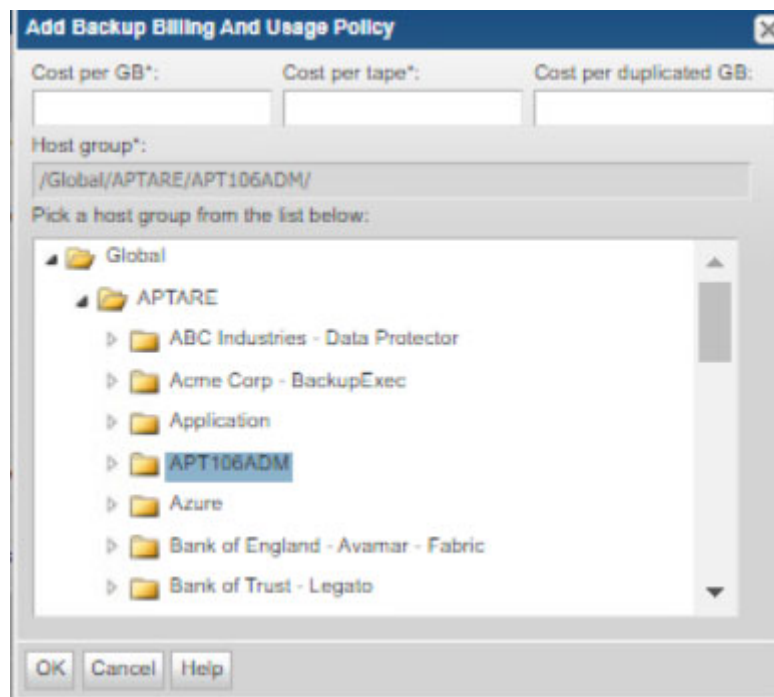 Add Backup Billing And Usage Policy
Cost per GB*: Cost per tape*: Cost per duplicated GB:
Host group*:
/Global/APTARE/APT106ADM/
Pick a host group from the list below:
Global
APTARE
ABC Industries - Data Protector
Acme Corp - BackupExec
Application
APT106ADM
Azure
Bank of England - Avamar - Fabric
Bank of Trust - Legato
OK Cancel Help